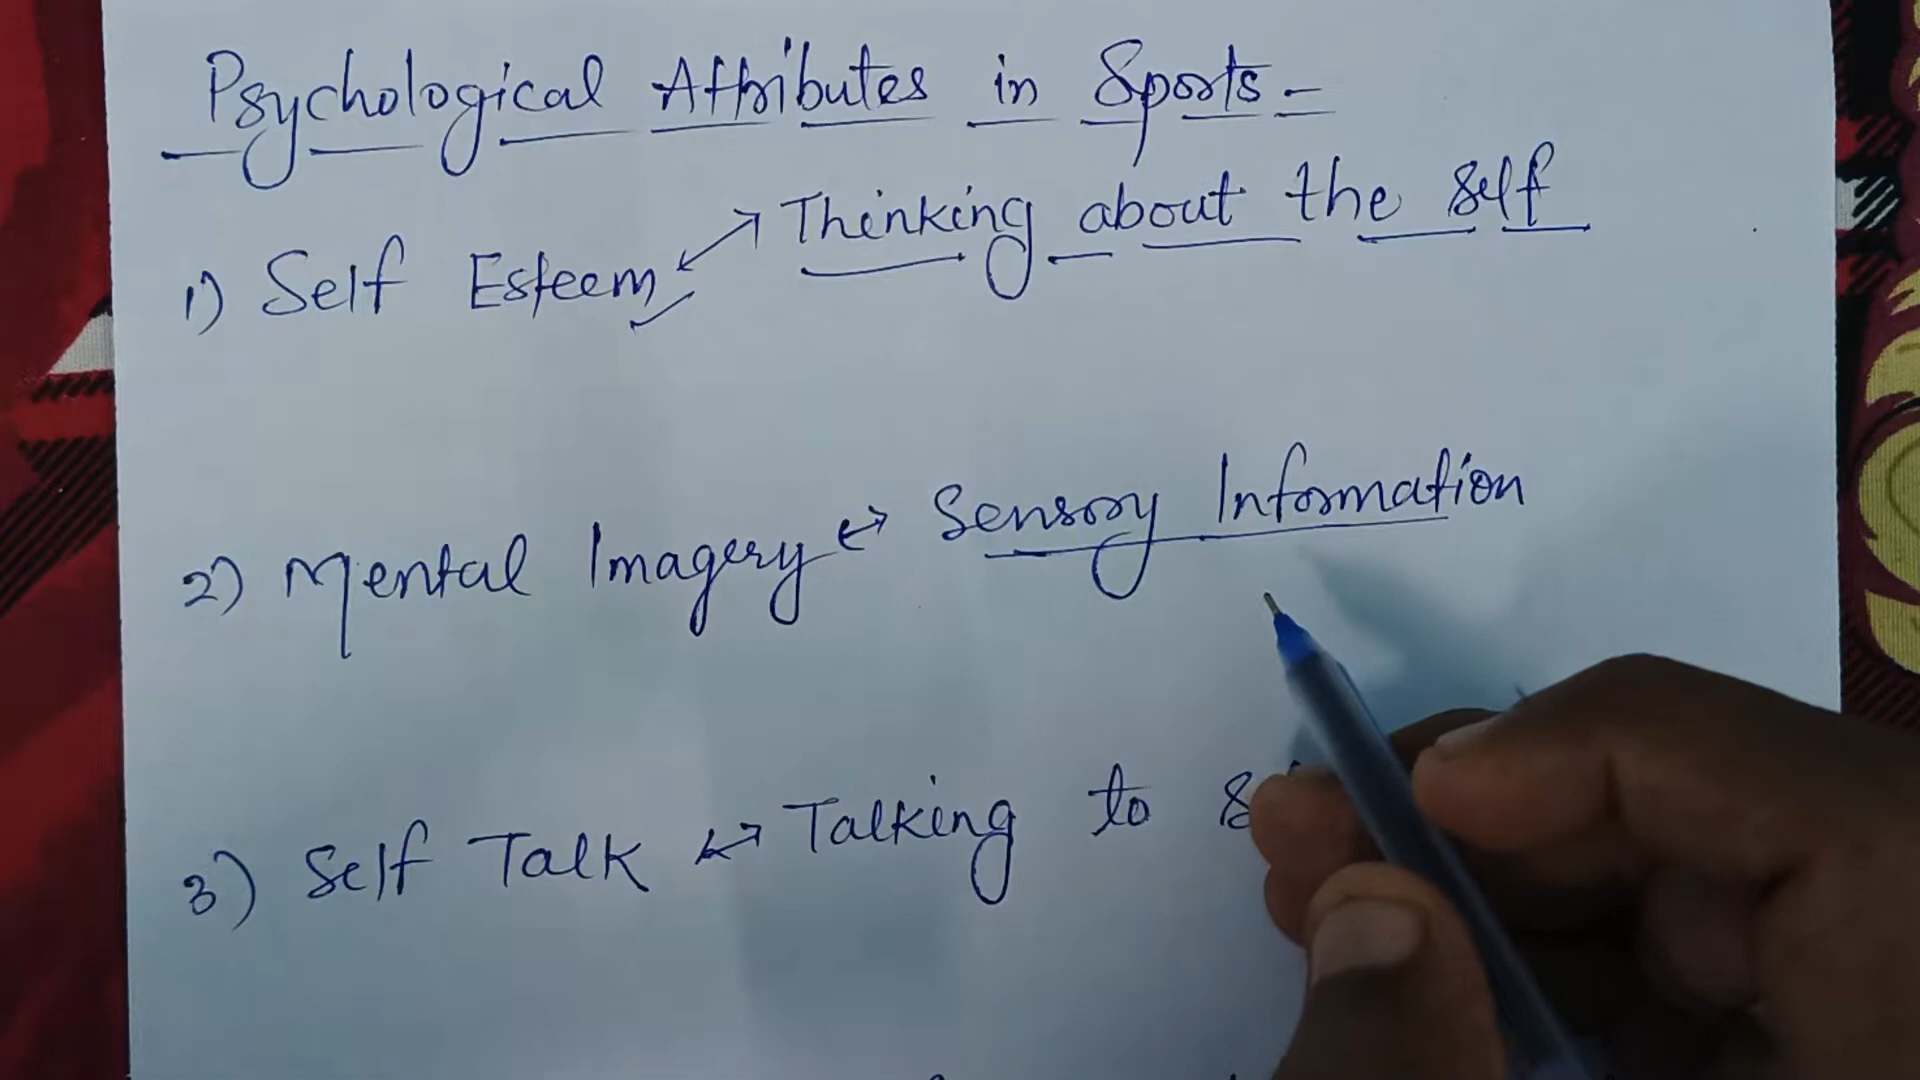 Psychological Attributes in Sports -
1) Self Esteem ↔ Thinking about the self
2) Mental Imagery ↔ Sensory Information
3) Self Talk ↔ Talking to